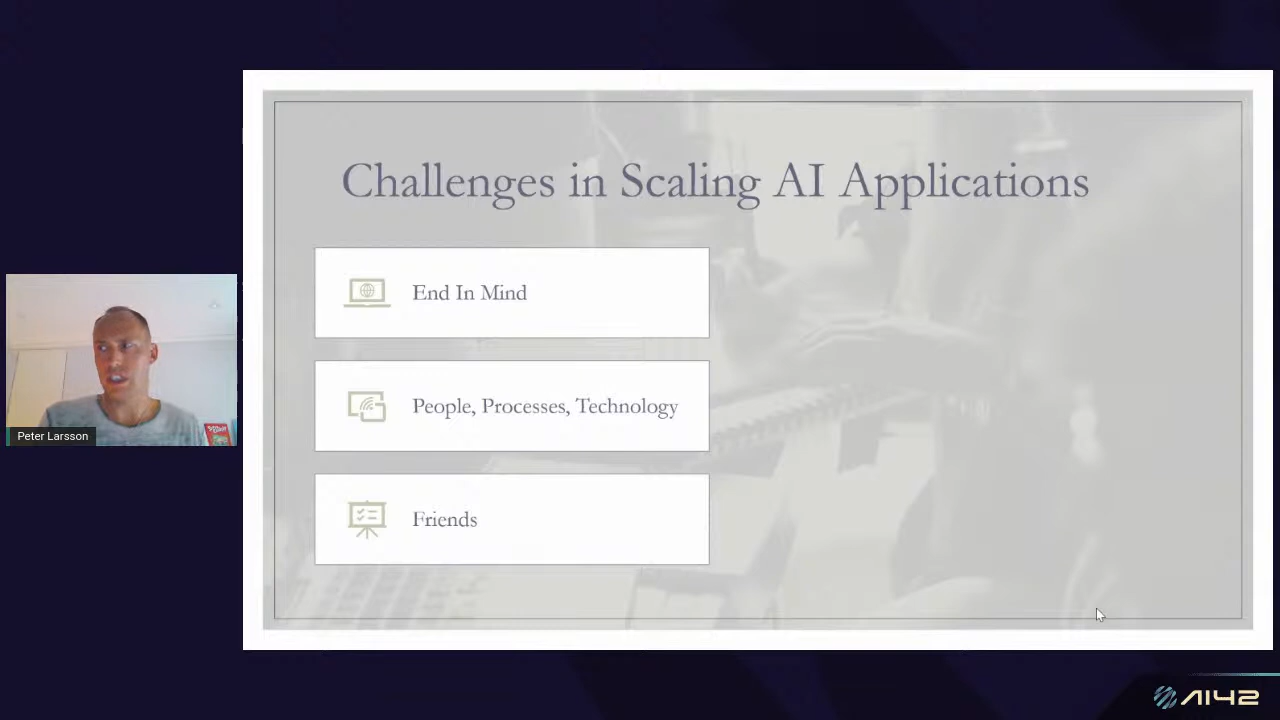 Challenges in Scaling AI Applications
End In Mind
People, Processes, Technology
Friends
Peter Larsson
AI42